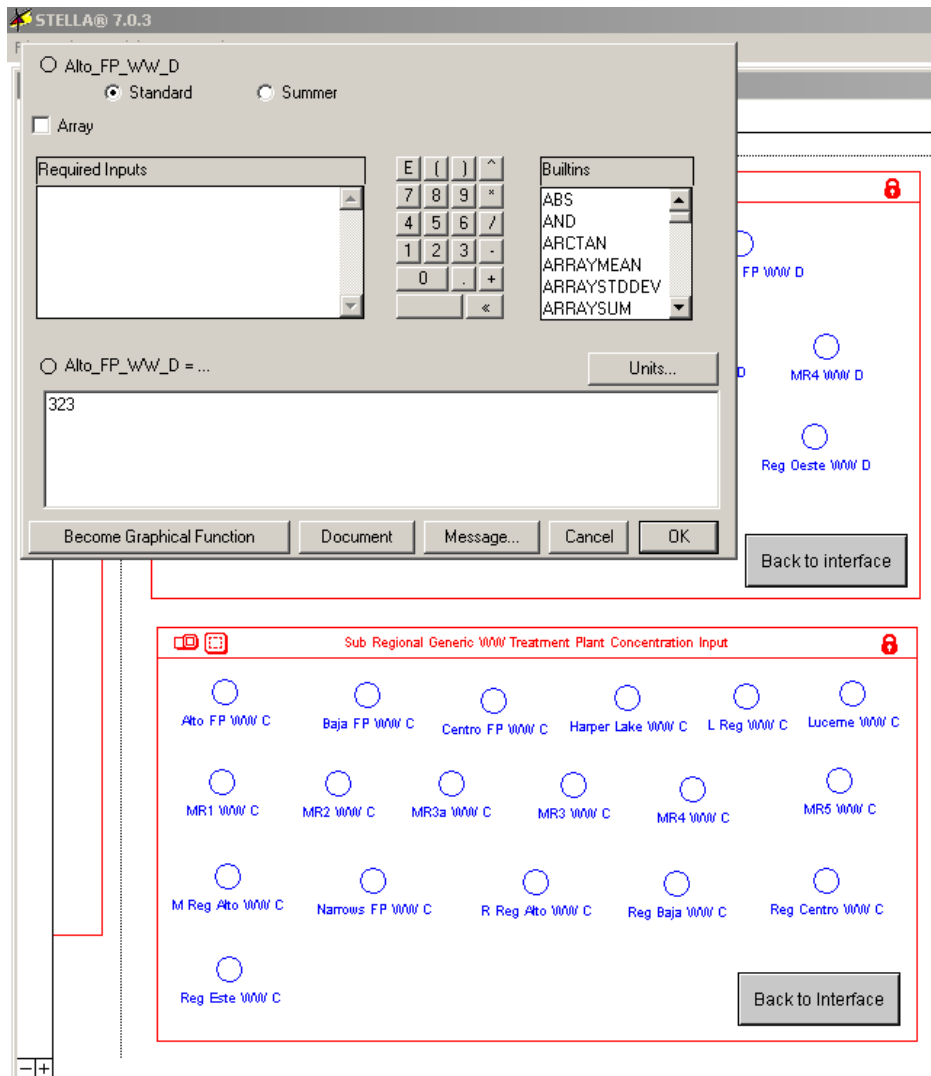 STELLA® 7.0.3
Alto_FP_WW_D
Standard Summer
Array
Required Inputs
E ( ) ^
7 8 9 *
4 5 6 /
1 2 3 -
0 . +
«
Builtins
ABS
AND
ARCTAN
ARRAYMEAN
ARRAYSTDDEV
ARRAYSUM
Alto_FP_WW_D = ...
Units...
323
Become Graphical Function Document Message... Cancel OK
FP WW D
D MR4 WW D
Reg Oeste WW D
Back to interface
Sub Regional Generic WW Treatment Plant Concentration Input
Alto FP WW C Baja FP WW C Centro FP WW C Harper Lake WW C L Reg WW C Lucerne WW C
MR1 WW C MR2 WW C MR3a WW C MR3 WW C MR4 WW C MR5 WW C
M Reg Alto WW C Narrows FP WW C R Reg Alto WW C Reg Baja WW C Reg Centro WW C
Reg Este WW C
Back to Interface